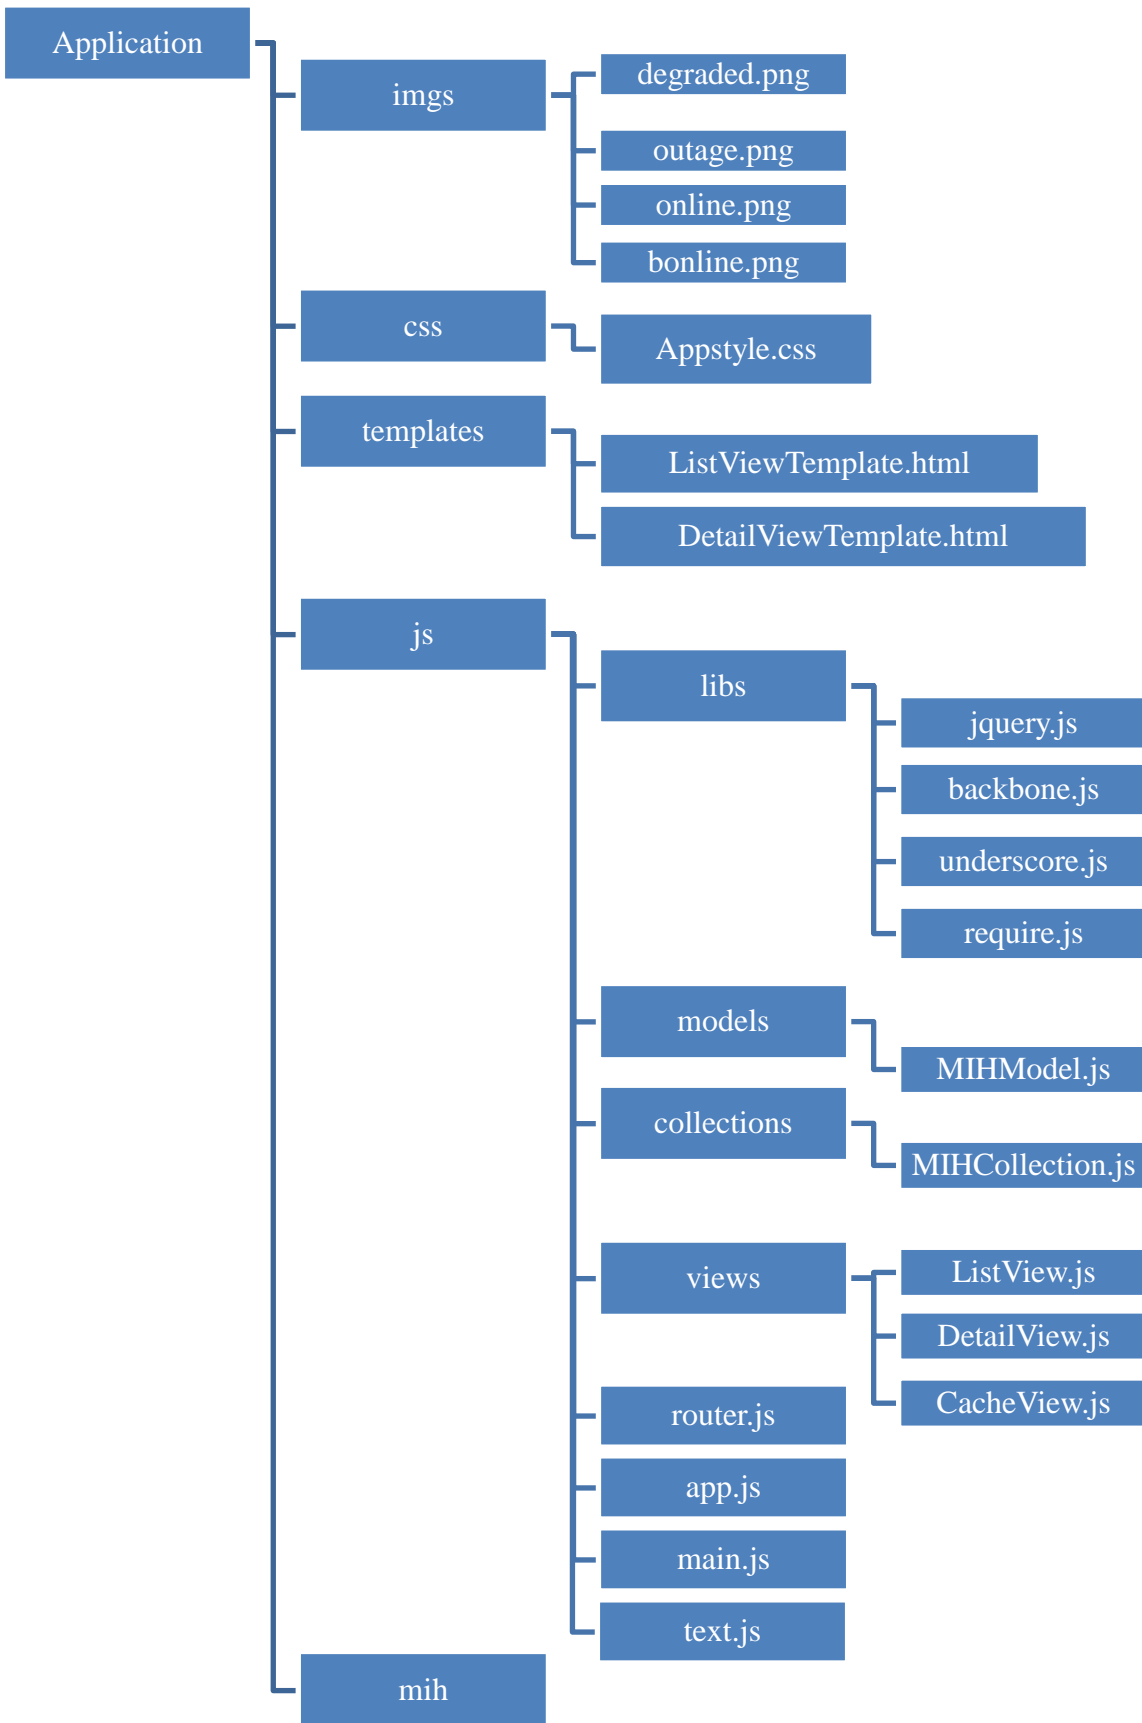 Application
imgs
degraded.png
outage.png
online.png
bonline.png
css
Appstyle.css
templates
ListViewTemplate.html
DetailViewTemplate.html
js
libs
jquery.js
backbone.js
underscore.js
require.js
models
MIHModel.js
collections
MIHCollection.js
views
ListView.js
DetailView.js
CacheView.js
router.js
app.js
main.js
text.js
mih